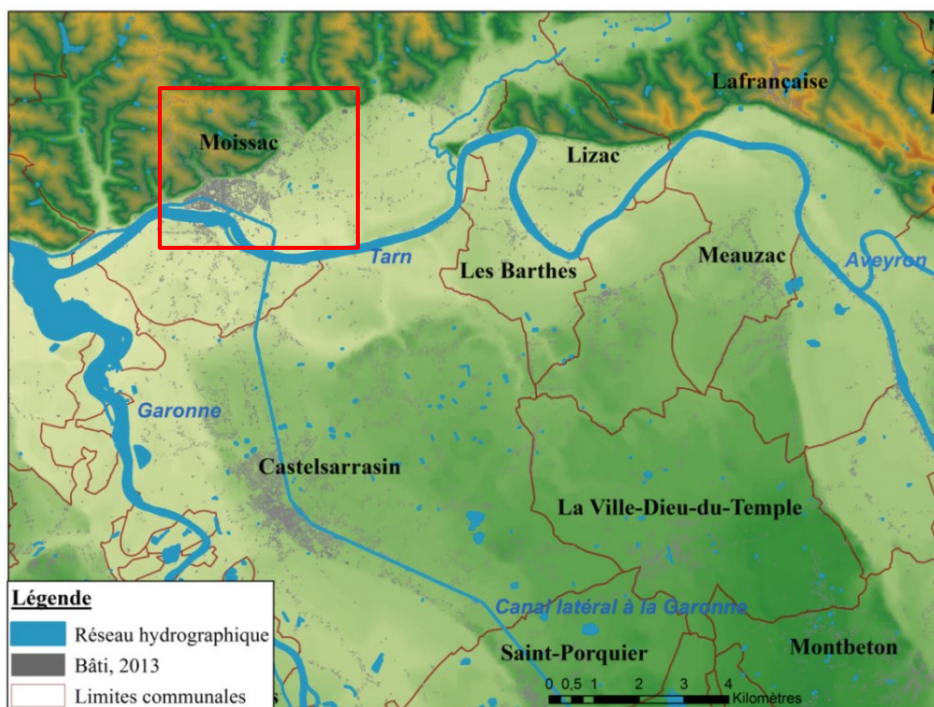 N
Lafrançaise
Moissac
Lizac
Tarn
Les Barthes
Meauzac
Aveyron
Garonne
Castelsarrasin
La Ville-Dieu-du-Temple
Canal latéral à la Garonne
Saint-Porquier
Montbeton
Légende
Réseau hydrographique
Bâti, 2013
Limites communales
s
0 0,5 1 2 3 4
Kilomètres